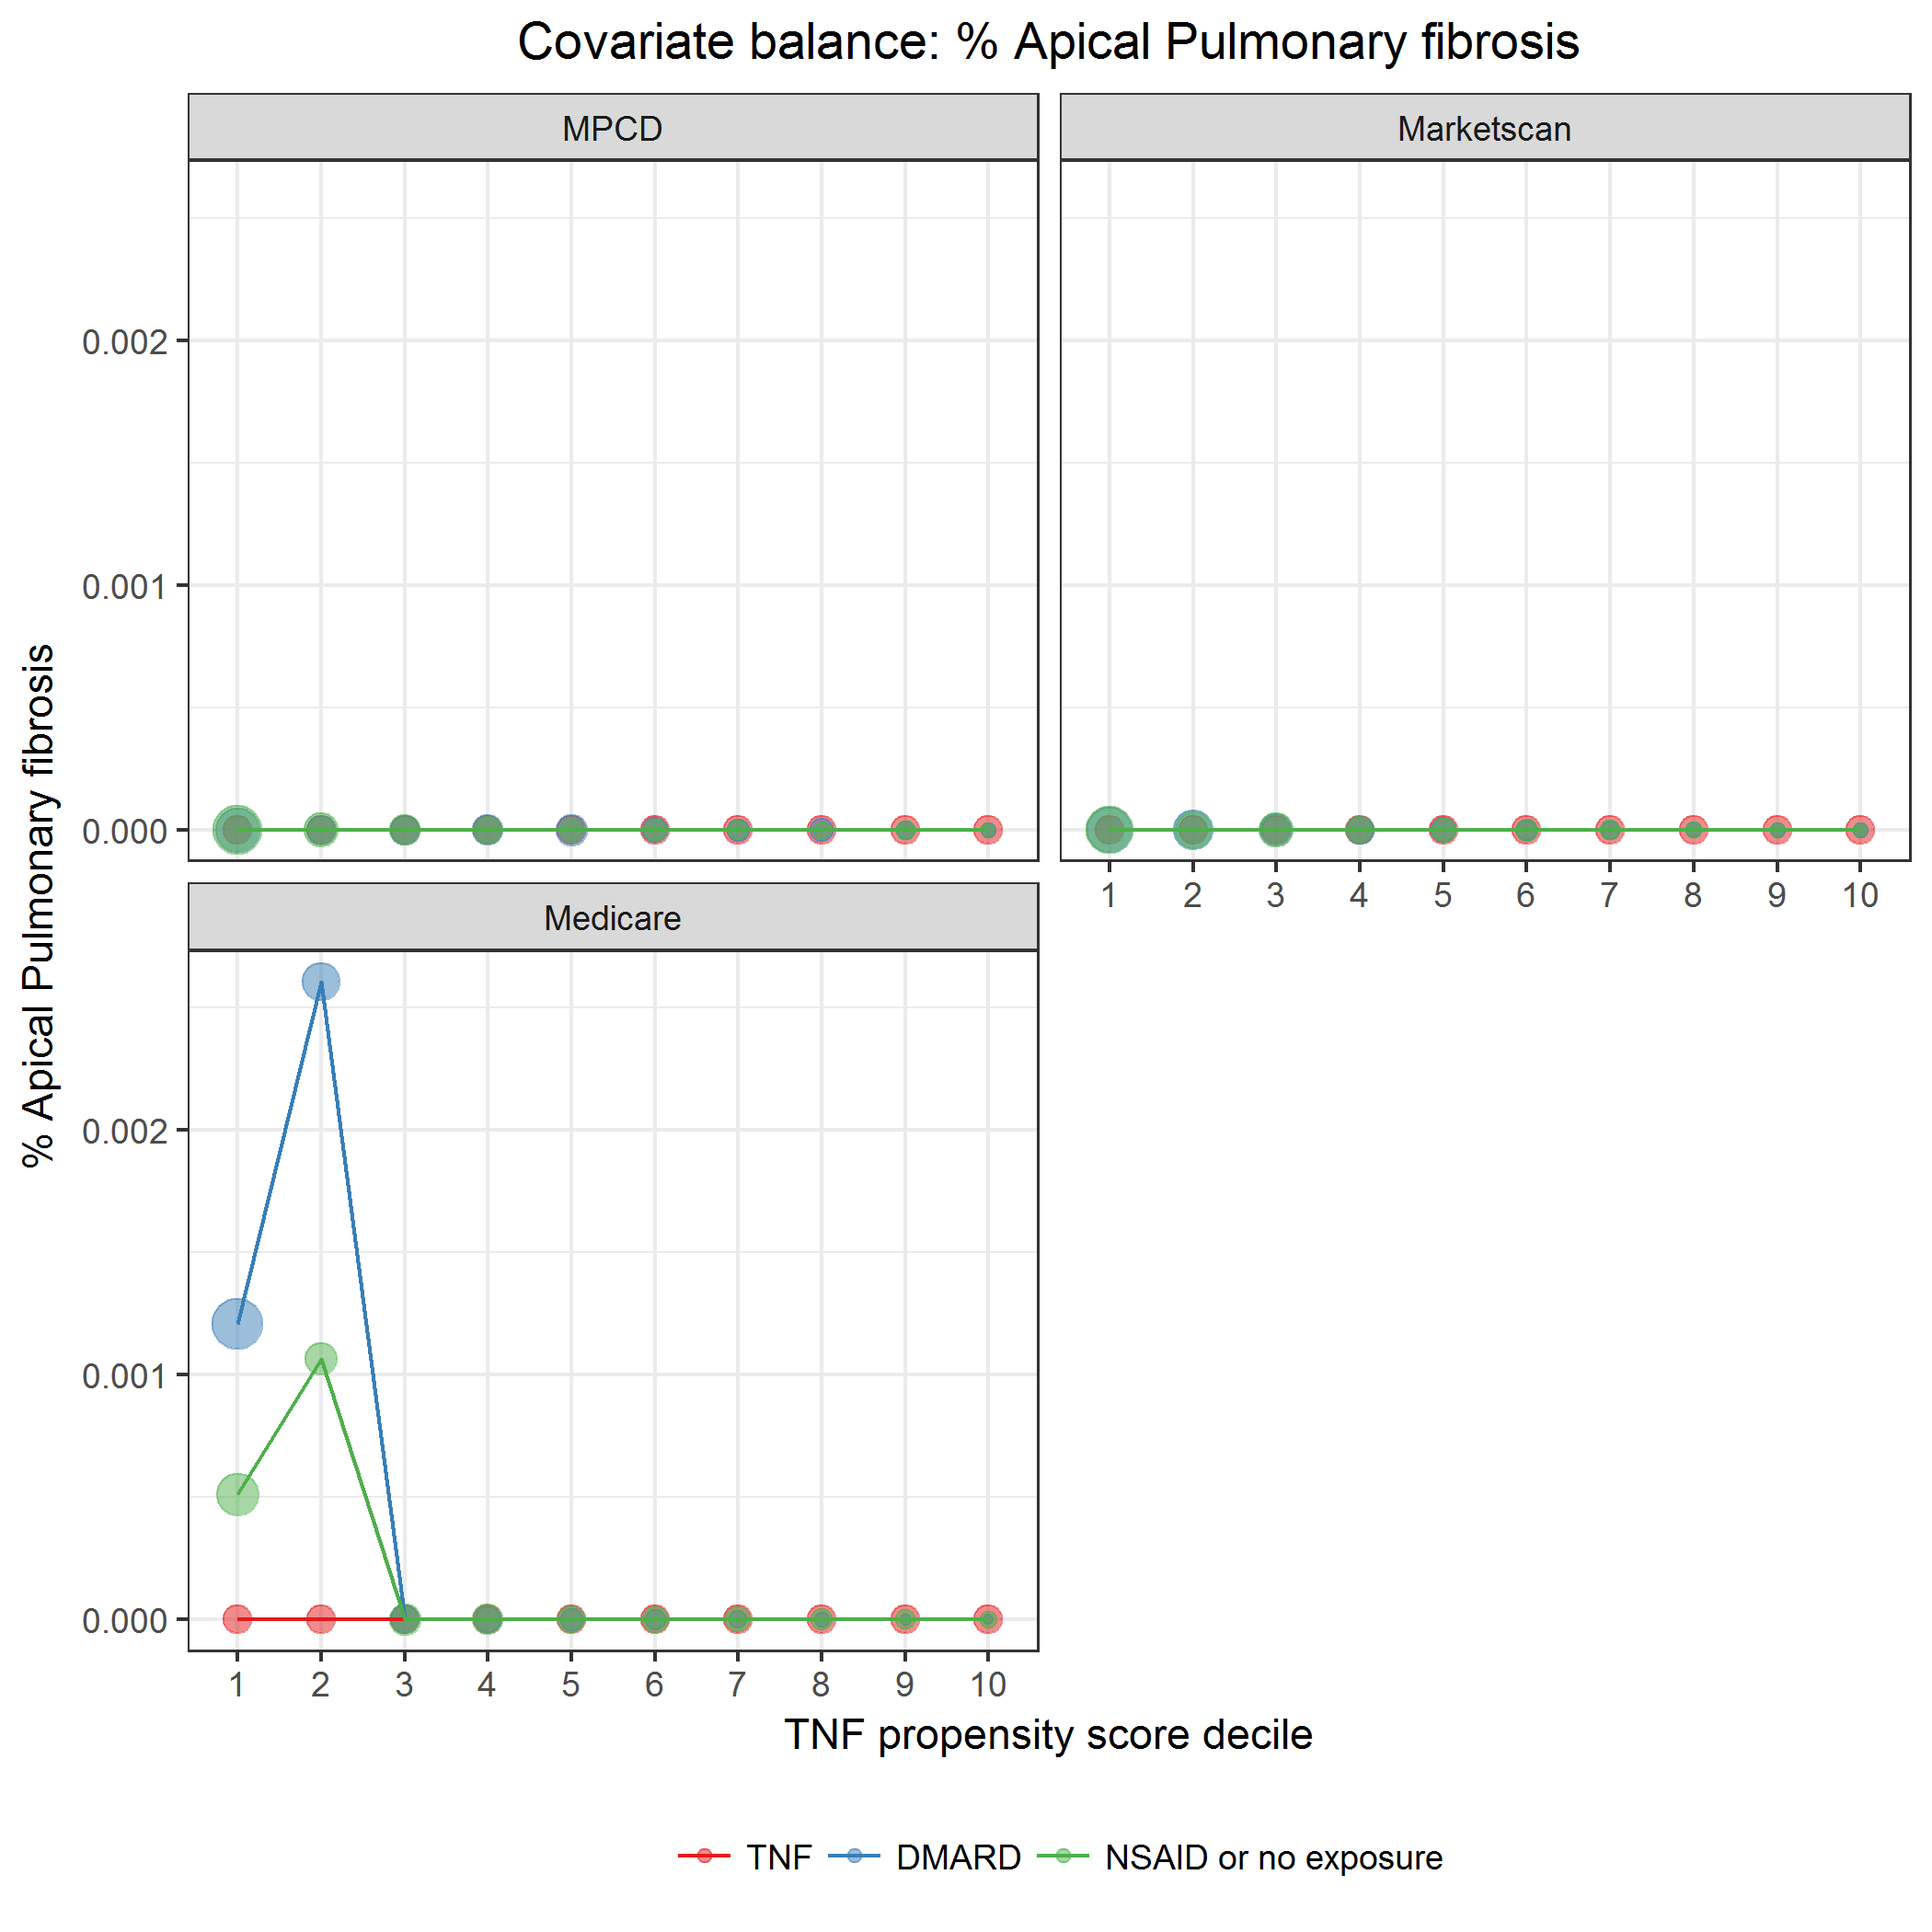 Covariate balance: % Apical Pulmonary fibrosis
MPCD
Marketscan
0.002
0.001
0.000
1 2 3 4 5 6 7 8 9 10
Medicare
0.002
0.001
0.000
1 2 3 4 5 6 7 8 9 10
% Apical Pulmonary fibrosis
TNF propensity score decile
TNF DMARD NSAID or no exposure